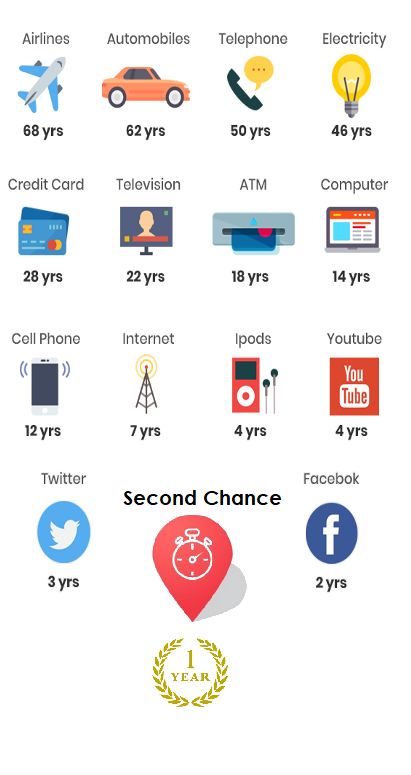 Airlines Automobiles Telephone Electricity
68 yrs 62 yrs 50 yrs 46 yrs
Credit Card Television ATM Computer
28 yrs 22 yrs 18 yrs 14 yrs
Cell Phone Internet Ipods Youtube
You
Tube
12 yrs 7 yrs 4 yrs 4 yrs
Twitter Facebok
Second Chance
f
3 yrs 2 yrs
1
YEAR